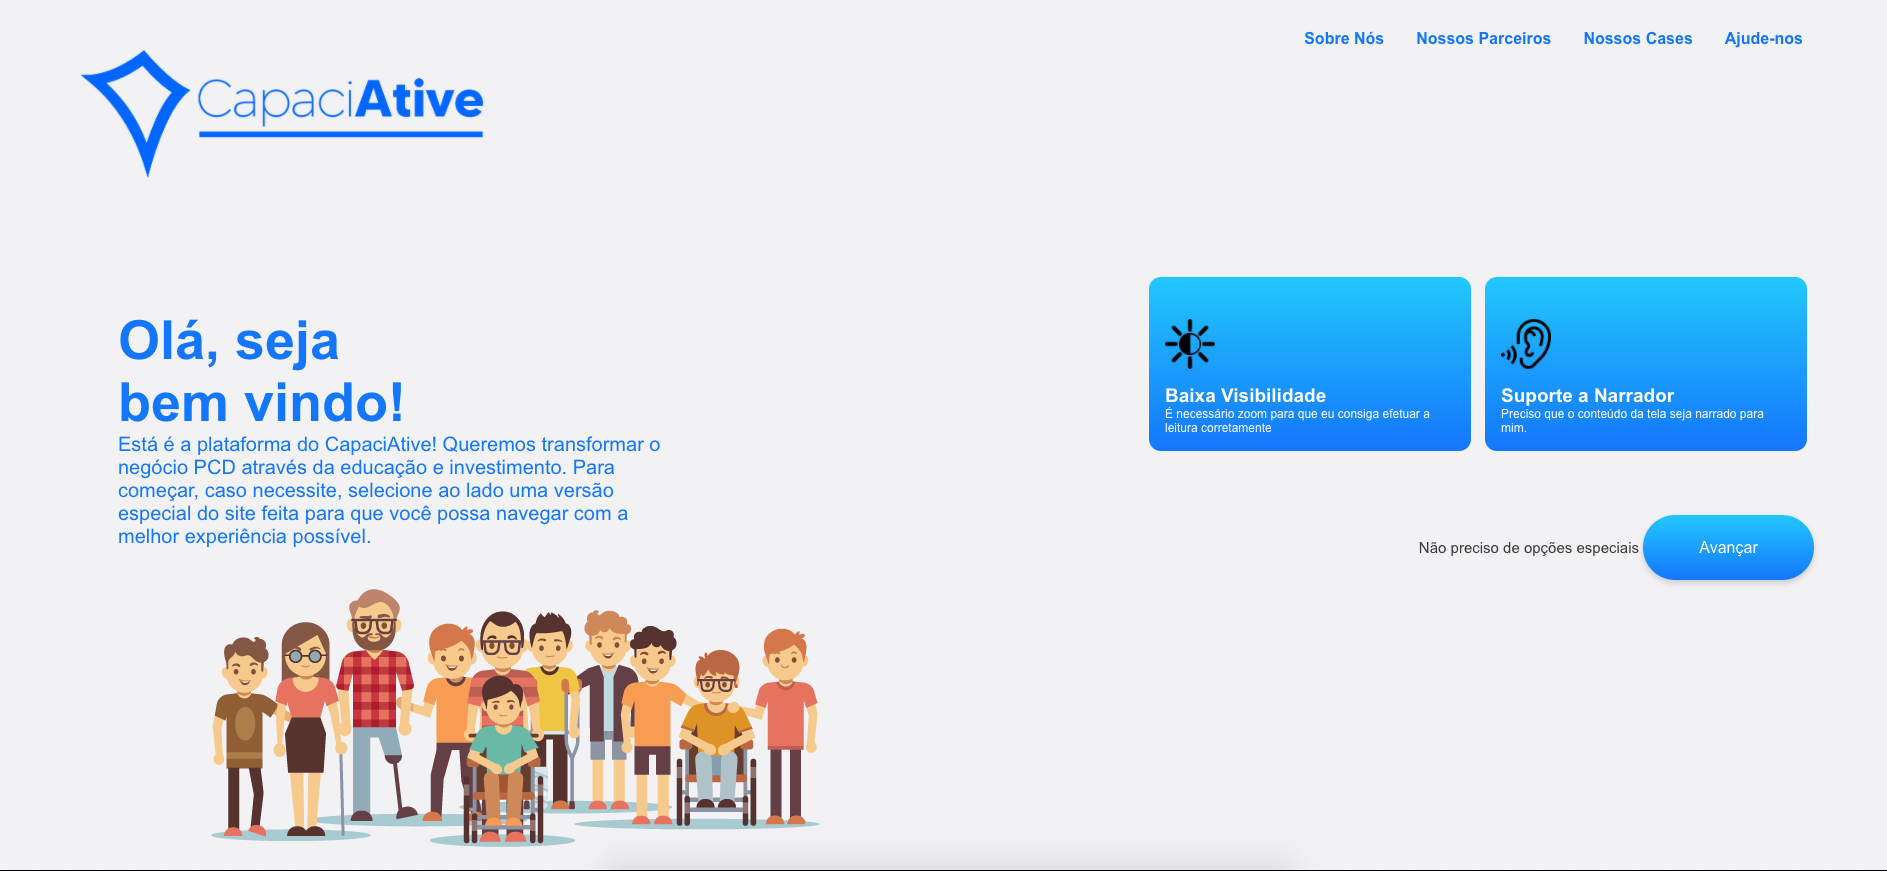 Sobre Nós Nossos Parceiros Nossos Cases Ajude-nos
CapaciAtive
Olá, seja
bem vindo!
Está é a plataforma do CapaciAtive! Queremos transformar o
negócio PCD através da educação e investimento. Para
começar, caso necessite, selecione ao lado uma versão
especial do site feita para que você possa navegar com a
melhor experiência possível.
Baixa Visibilidade
É necessário zoom para que eu consiga efetuar a
leitura corretamente
Suporte a Narrador
Preciso que o conteúdo da tela seja narrado para
mim.
Não preciso de opções especiais
Avançar